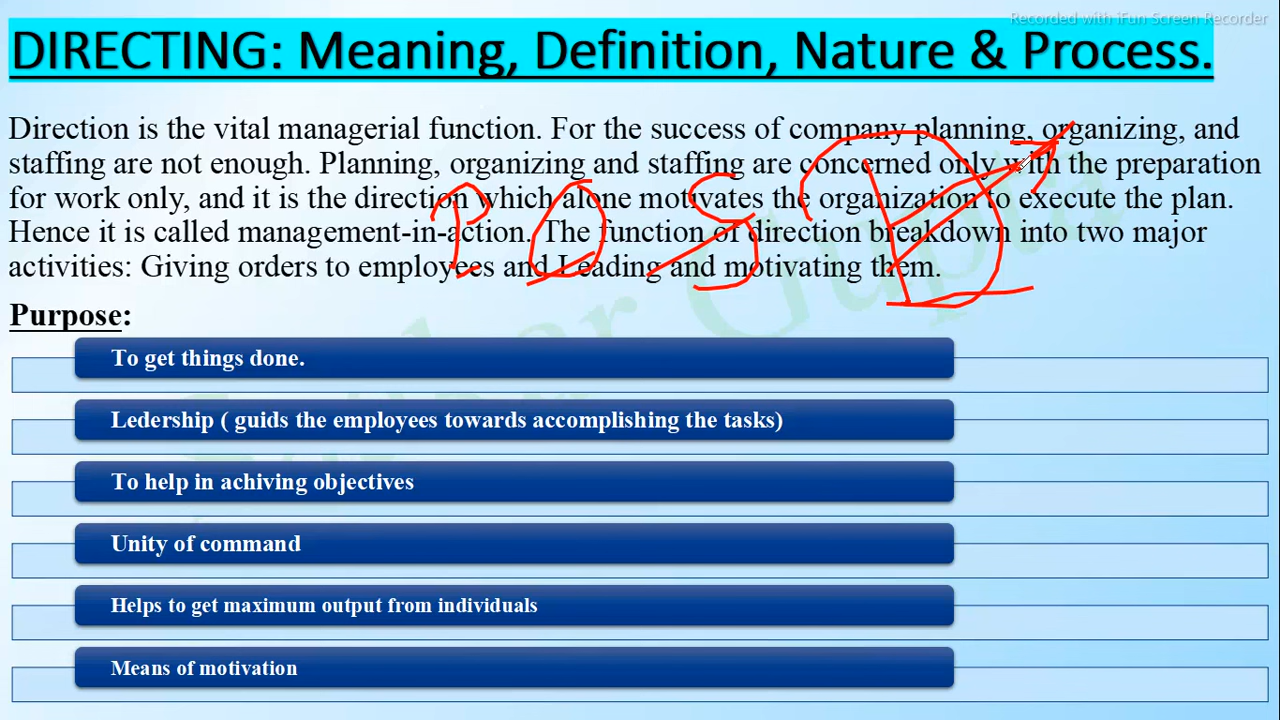 Recorded with iFun Screen Recorder
DIRECTING: Meaning, Definition, Nature & Process.
Direction is the vital managerial function. For the success of company planning, organizing, and
staffing are not enough. Planning, organizing and staffing are concerned only with the preparation
for work only, and it is the direction which alone motivates the organization to execute the plan.
Hence it is called management-in-action. The function of direction breakdown into two major
activities: Giving orders to employees and Leading and motivating them.
P O S D
Purpose:
To get things done.
Ledership ( guids the employees towards accomplishing the tasks)
To help in achiving objectives
Unity of command
Helps to get maximum output from individuals
Means of motivation